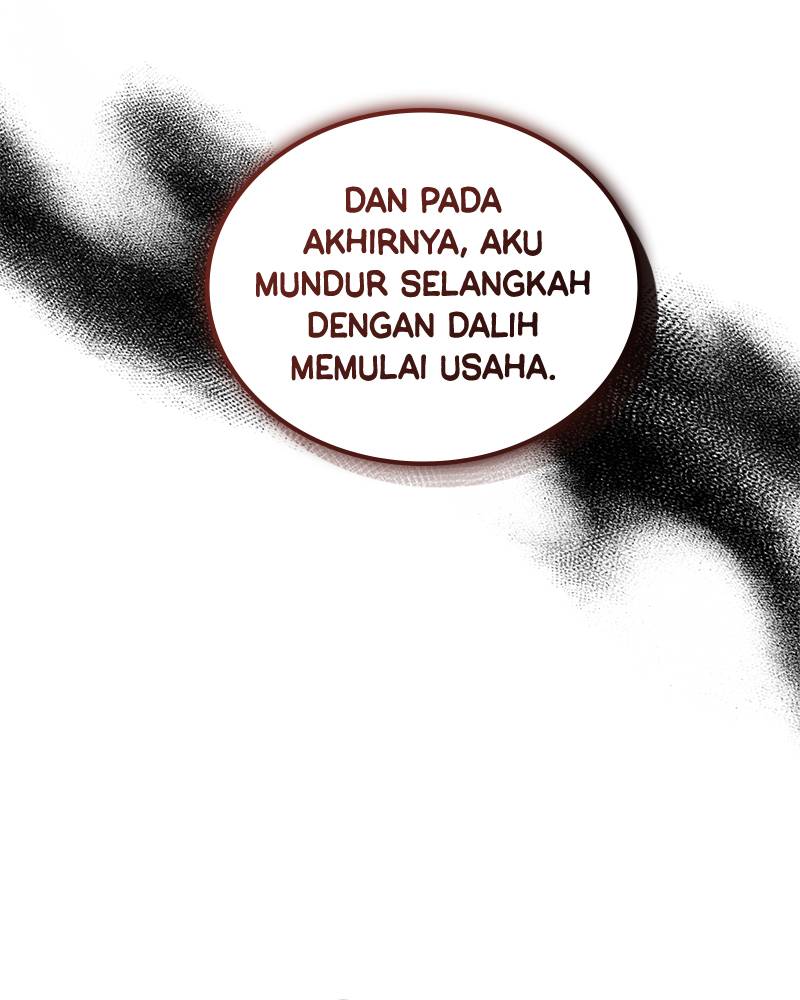 DAN PADA
AKHIRNYA, AKU
MUNDUR SELANGKAH
DENGAN DALIH
MEMULAI USAHA.